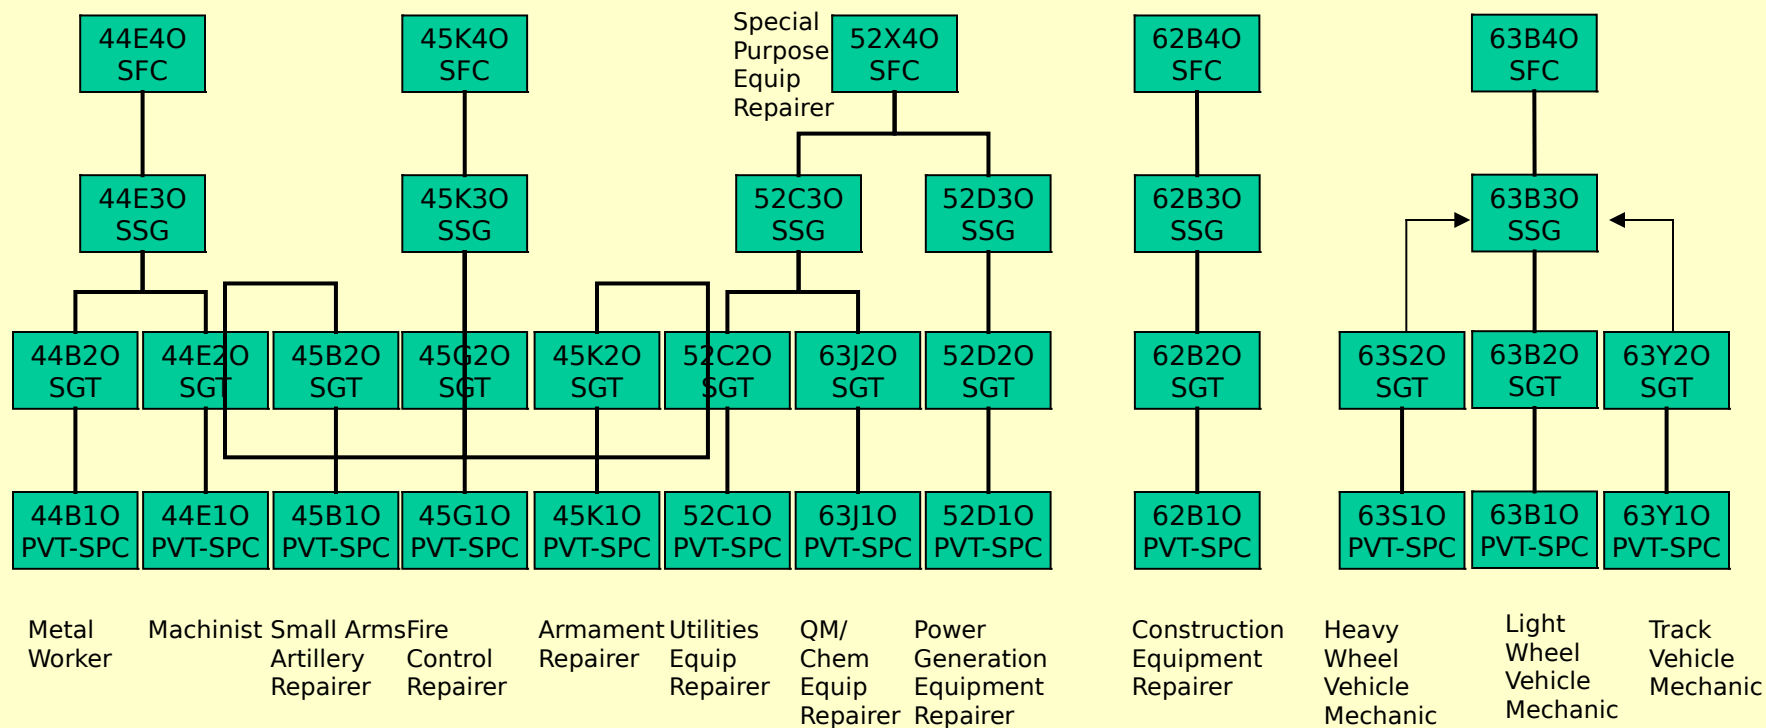 44E4O
SFC
45K4O
SFC
Special
Purpose
Equip
Repairer
52X4O
SFC
62B4O
SFC
63B4O
SFC
44E3O
SSG
45K3O
SSG
52C3O
SSG
52D3O
SSG
62B3O
SSG
63B3O
SSG
44B2O
SGT
44E2O
SGT
45B2O
SGT
45G2O
SGT
45K2O
SGT
52C2O
SGT
63J2O
SGT
52D2O
SGT
62B2O
SGT
63S2O
SGT
63B2O
SGT
63Y2O
SGT
44B1O
PVT-SPC
44E1O
PVT-SPC
45B1O
PVT-SPC
45G1O
PVT-SPC
45K1O
PVT-SPC
52C1O
PVT-SPC
63J1O
PVT-SPC
52D1O
PVT-SPC
62B1O
PVT-SPC
63S1O
PVT-SPC
63B1O
PVT-SPC
63Y1O
PVT-SPC
Metal
Worker
Machinist
Small Arms
Artillery
Repairer
Fire
Control
Repairer
Armament
Repairer
Utilities
Equip
Repairer
QM/
Chem
Equip
Repairer
Power
Generation
Equipment
Repairer
Construction
Equipment
Repairer
Heavy
Wheel
Vehicle
Mechanic
Light
Wheel
Vehicle
Mechanic
Track
Vehicle
Mechanic